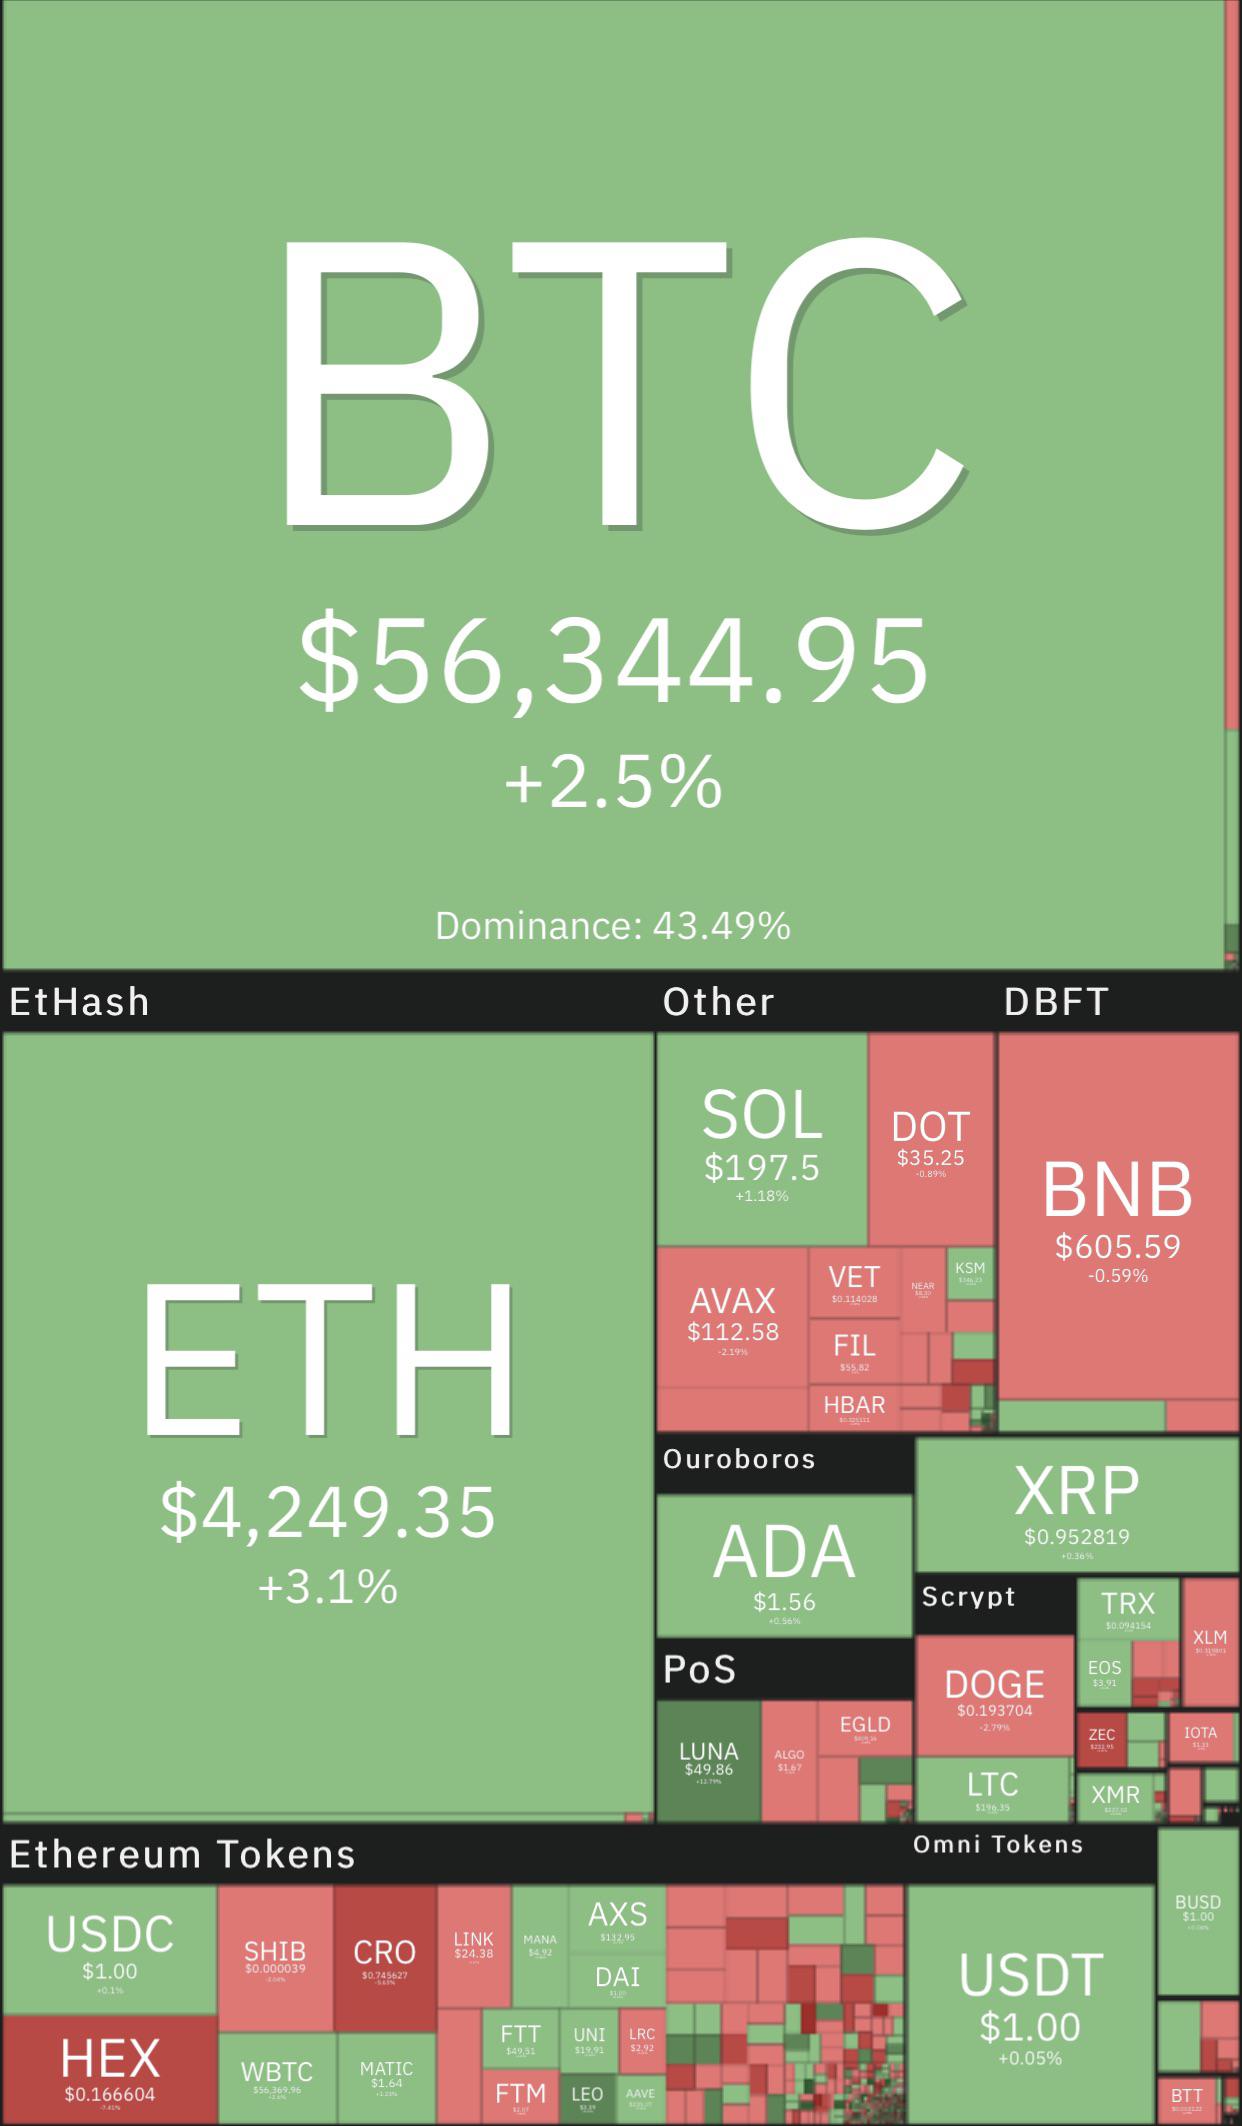 BTC
$56,344.95
+2.5%
Dominance: 43.49%
EtHash
ETH
$4,249.35
+3.1%
Other
SOL
$197.5
+1.18%
DOT
$35.25
-0.89%
AVAX
$112.58
-2.19%
VET
$0.114028
FIL
$55.82
HBAR
NEAR
KSM
DBFT
BNB
$605.59
-0.59%
Ouroboros
ADA
$1.56
+0.56%
XRP
$0.952819
+0.36%
PoS
LUNA
$49.86
+12.79%
ALGO
$1.67
EGLD
Scrypt
DOGE
$0.193704
-2.79%
LTC
$196.35
TRX
$0.094154
EOS
$3.91
XLM
ZEC
IOTA
XMR
Ethereum Tokens
USDC
$1.00
+0.1%
HEX
$0.166604
-7.41%
SHIB
$0.000039
CRO
$0.745627
WBTC
$56,369.96
MATIC
$1.64
LINK
$24.38
MANA
$4.92
AXS
$132.95
DAI
FTT
$49.51
UNI
$19.91
LRC
$2.92
FTM
LEO
AAVE
Omni Tokens
USDT
$1.00
+0.05%
BUSD
$1.00
BTT